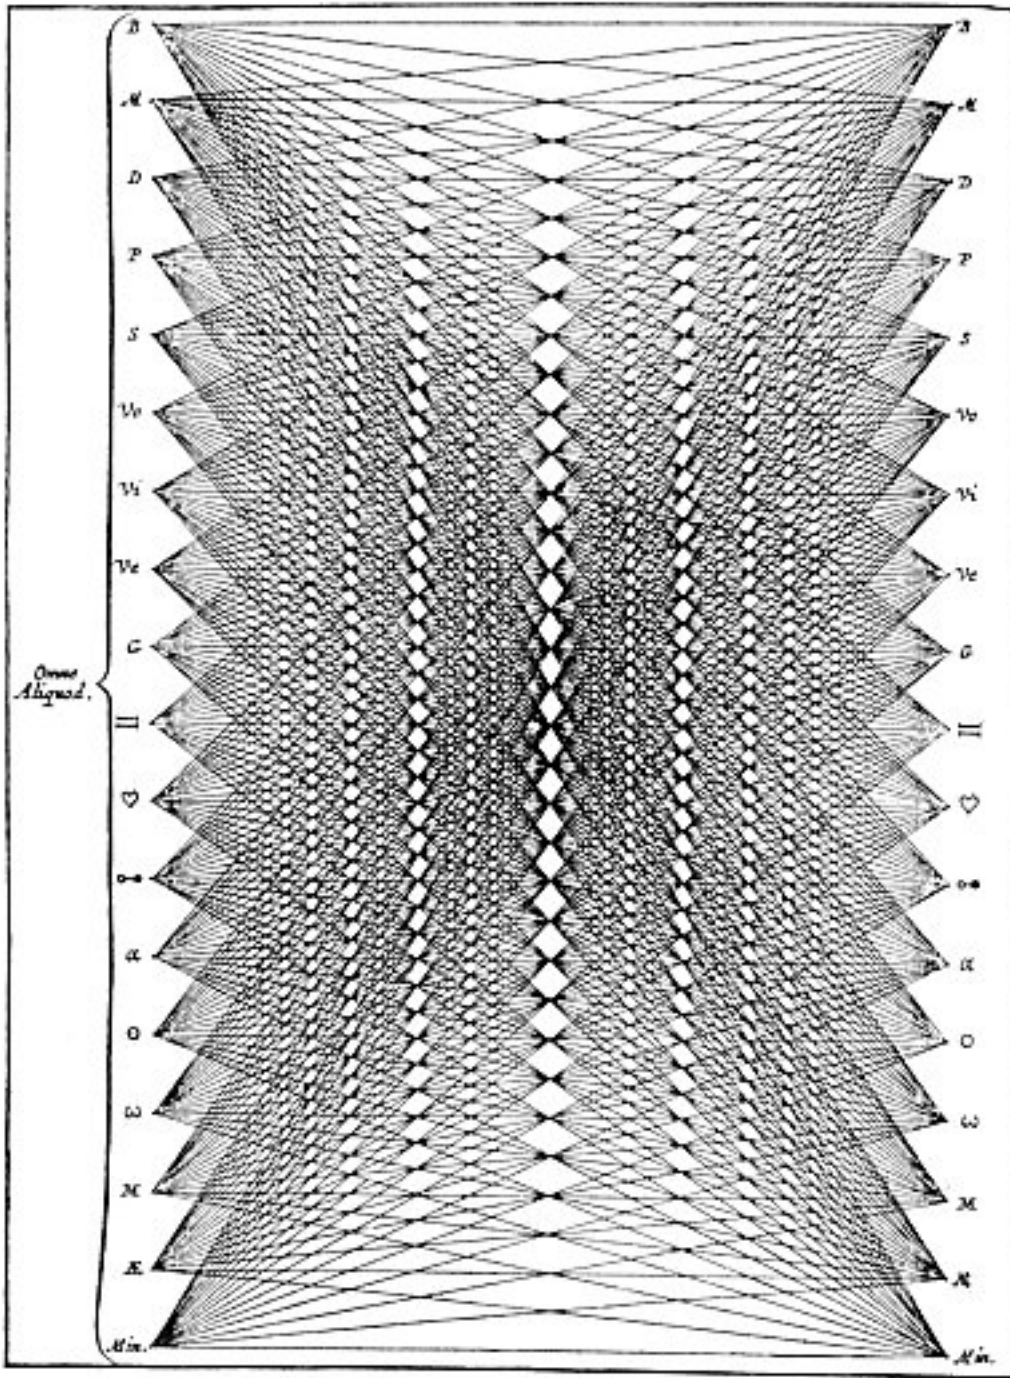 B B
M. M
D D
P P
S S
Vo Vo
Vi Vi
Ve Ve
G G
Omne
Aliquod.
α
O O
ω ω
M M.
Æ.
Min. Min.